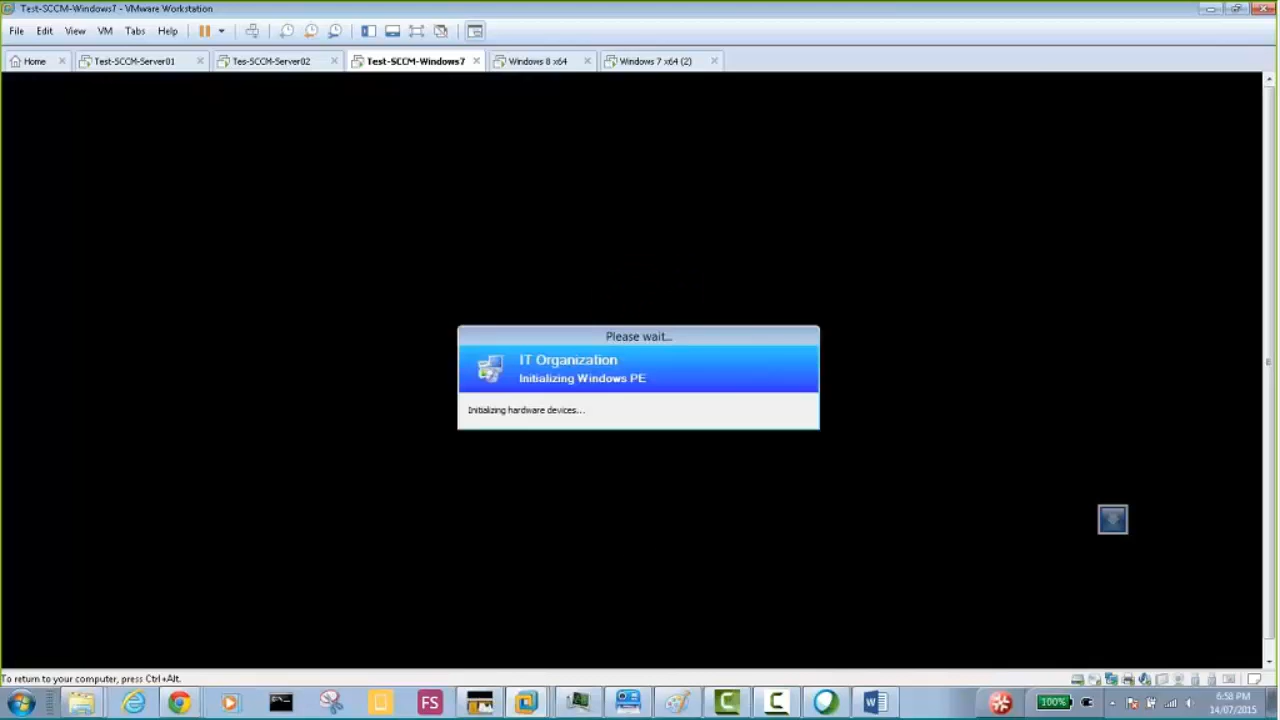 Test-SCCM-Windows7 - VMware Workstation
File Edit View VM Tabs Help
Home Test-SCCM-Server01 Tes-SCCM-Server02 Test-SCCM-Windows7 Windows 8 x64 Windows 7 x64 (2)
Please wait...
IT Organization
Initializing Windows PE
Initializing hardware devices...
To return to your computer, press Ctrl+Alt.
FS
100%
6:58 PM
14/07/2015